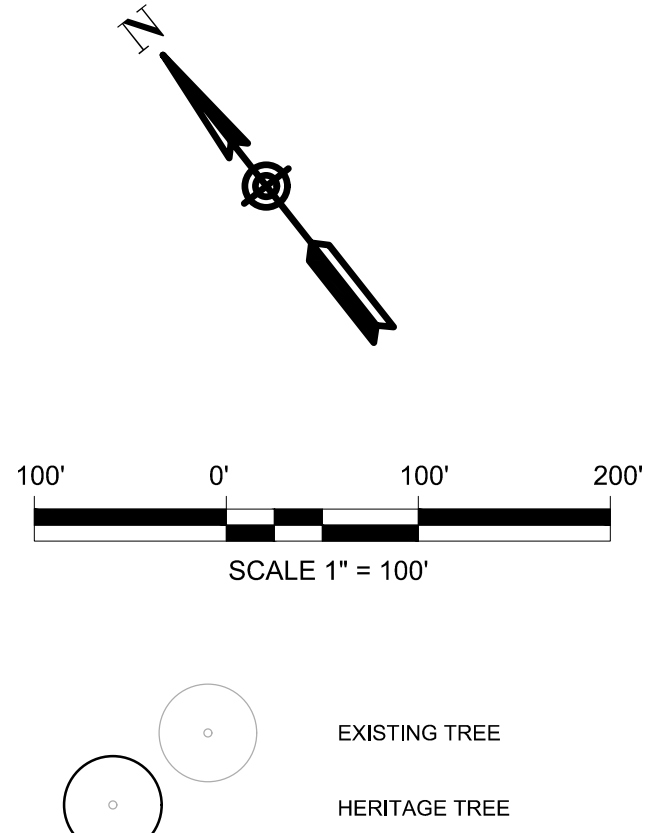 N
100' 0' 100' 200'
SCALE 1" = 100'
EXISTING TREE
HERITAGE TREE